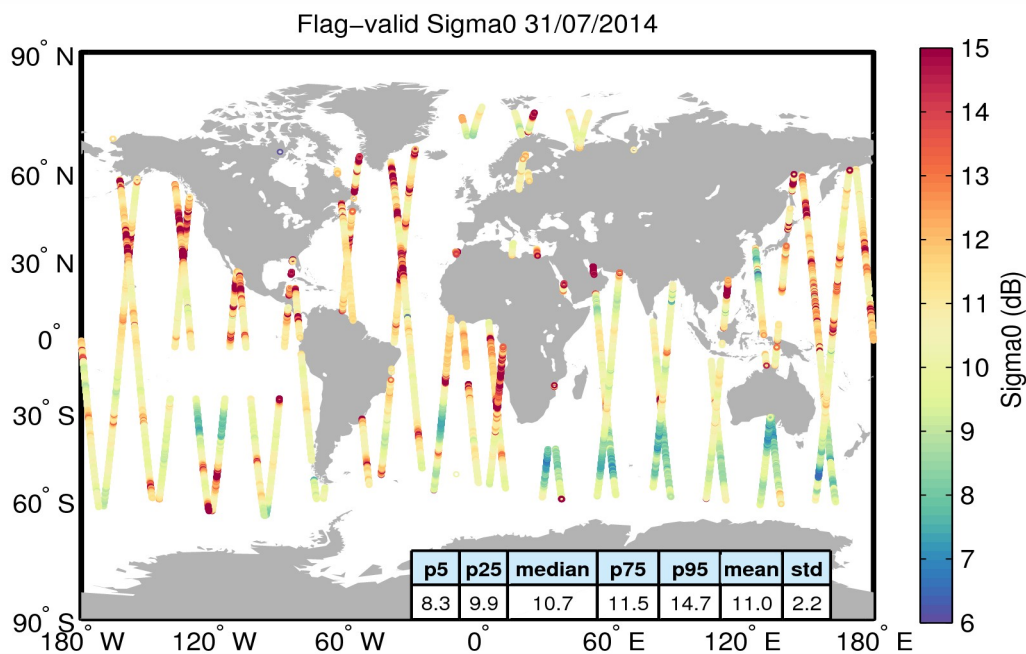 Flag−valid Sigma0 31/07/2014
90° N
60° N
30° N
0°
30° S
60° S
90° S
180° W
120° W
60° W
0°
60° E
120° E
180° E
p5 p25 median p75 p95 mean std
8.3 9.9 10.7 11.5 14.7 11.0 2.2
15
14
13
12
11
10
9
8
7
6
Sigma0 (dB)